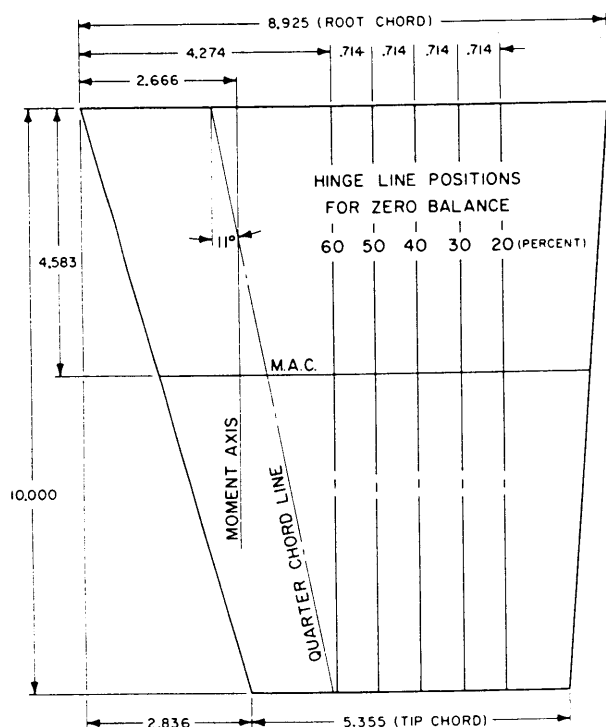 8.925 (ROOT CHORD)
4.274 .714 .714 .714 .714
2.666
HINGE LINE POSITIONS
FOR ZERO BALANCE
60 50 40 30 20 (PERCENT)
11°
4.583
M.A.C.
MOMENT AXIS
QUARTER CHORD LINE
10.000
2.836 5.355 (TIP CHORD)